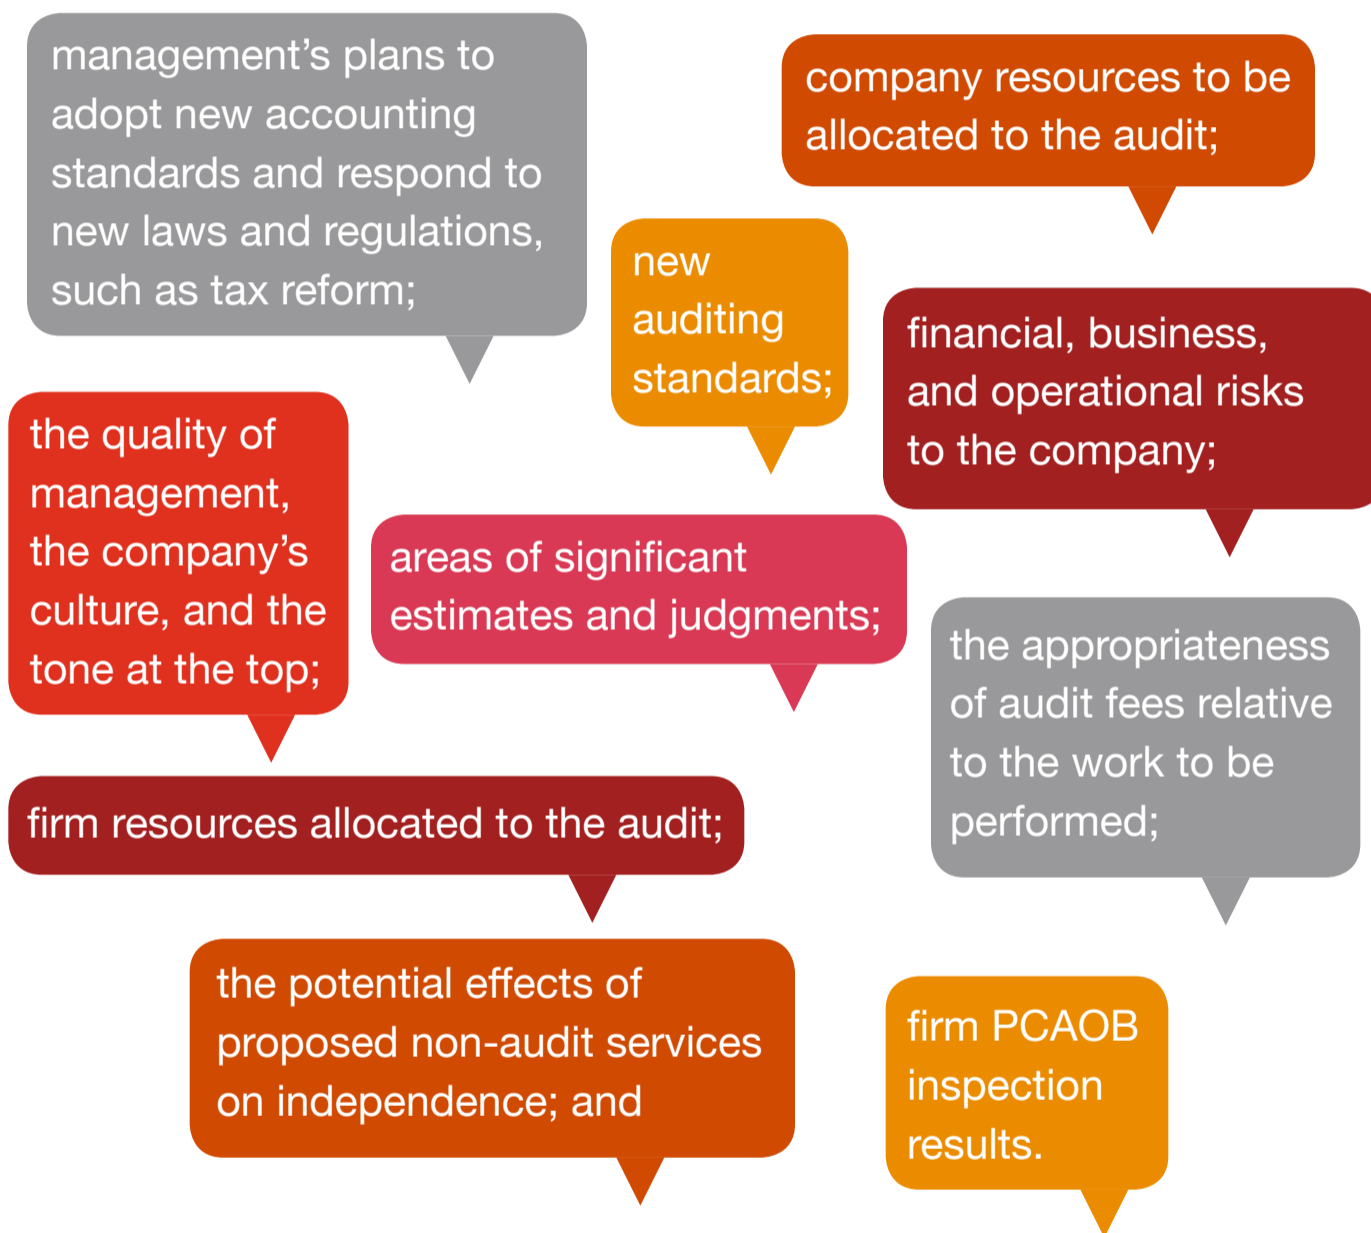 management’s plans to
adopt new accounting
standards and respond to
new laws and regulations,
such as tax reform;
company resources to be
allocated to the audit;
new
auditing
standards;
financial, business,
and operational risks
to the company;
the quality of
management,
the company’s
culture, and the
tone at the top;
areas of significant
estimates and judgments;
the appropriateness
of audit fees relative
to the work to be
performed;
firm resources allocated to the audit;
the potential effects of
proposed non-audit services
on independence; and
firm PCAOB
inspection
results.